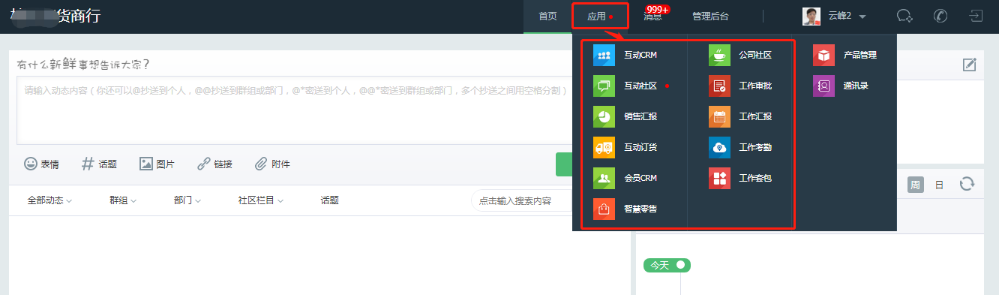 货商行
首页
应用
消息
999+
管理后台
云峰2
互动CRM
公司社区
产品管理
互动社区
工作审批
通讯录
销售汇报
工作汇报
互动订货
工作考勤
会员CRM
工作套包
智慧零售
有什么新鲜事想告诉大家?
请输入动态内容（你还可以@抄送到个人，@@抄送到群组或部门，@*密送到个人，@@*密送到群组或部门，多个抄送之间用空格分割）
表情
话题
图片
链接
附件
全部动态
群组
部门
社区栏目
话题
点击输入搜索内容
周
日
今天